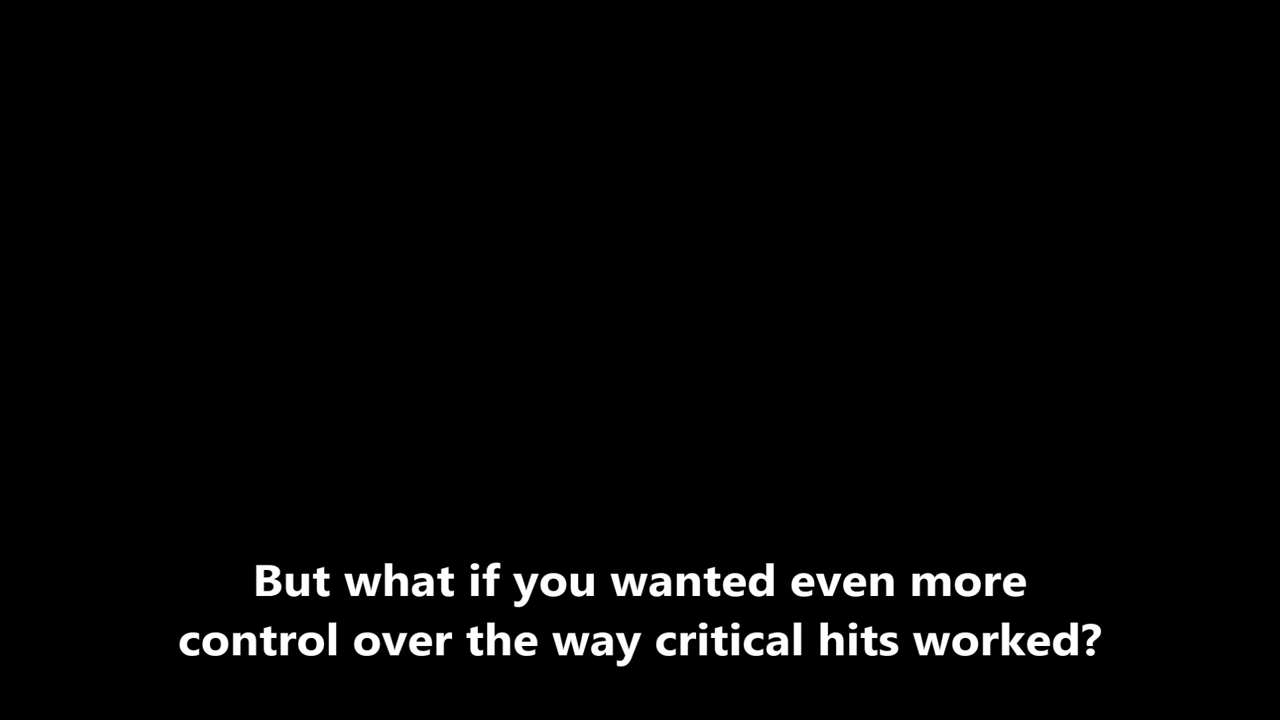 But what if you wanted even more
control over the way critical hits worked?